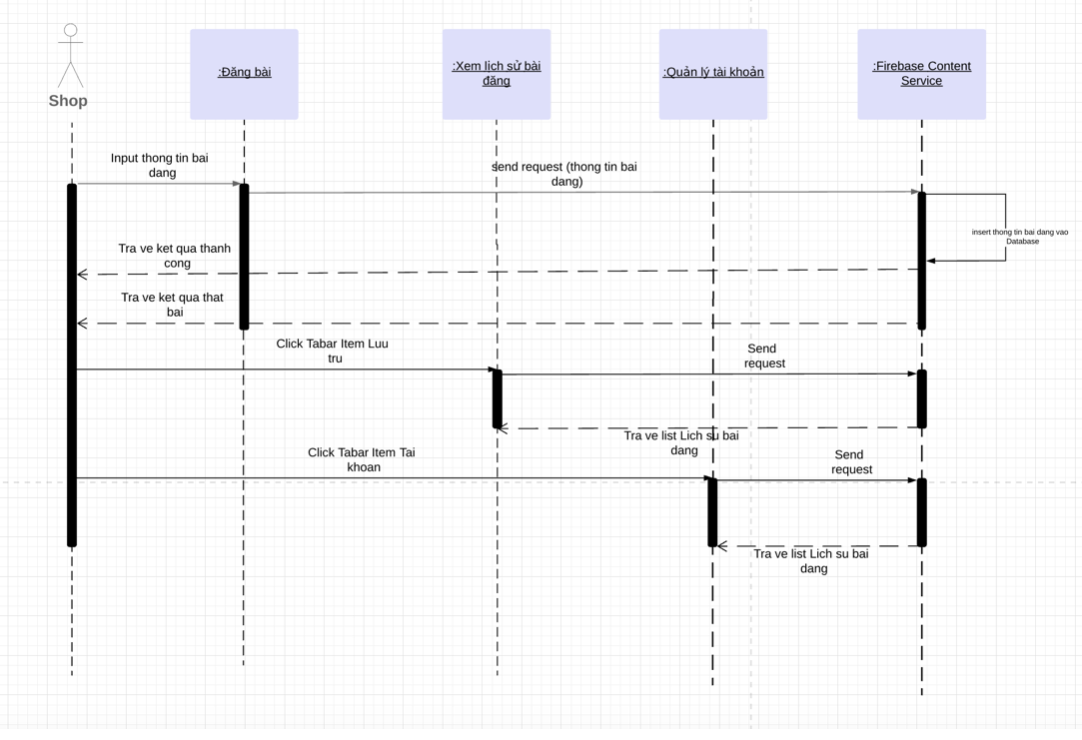 Shop
:Đăng bài
:Xem lịch sử bài
đăng
:Quản lý tài khoản
:Firebase Content
Service
Input thong tin bai
dang
send request (thong tin bai
dang)
insert thong tin bai dang vao
Database
Tra ve ket qua thanh
cong
Tra ve ket qua that
bai
Click Tabar Item Luu
tru
Send
request
Tra ve list Lich su bai
dang
Click Tabar Item Tai
khoan
Send
request
Tra ve list Lich su bai
dang